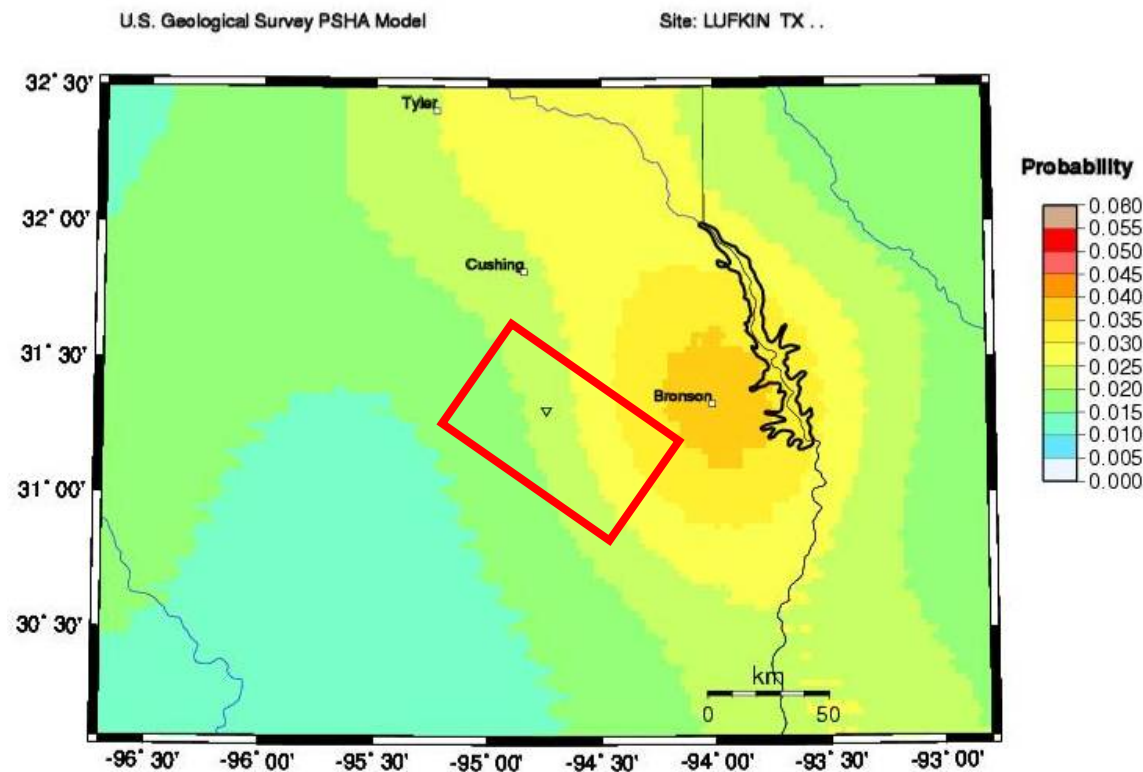 U.S. Geological Survey PSHA Model
Site: LUFKIN TX . .
32˚ 30'
32˚ 00'
31˚ 30'
31˚ 00'
30˚ 30'
Tyler
Cushing
Bronson
km
0 50
-96˚ 30' -96˚ 00' -95˚ 30' -95˚ 00' -94˚ 30' -94˚ 00' -93˚ 30' -93˚ 00'
Probability
0.060
0.055
0.050
0.045
0.040
0.035
0.030
0.025
0.020
0.015
0.010
0.005
0.000